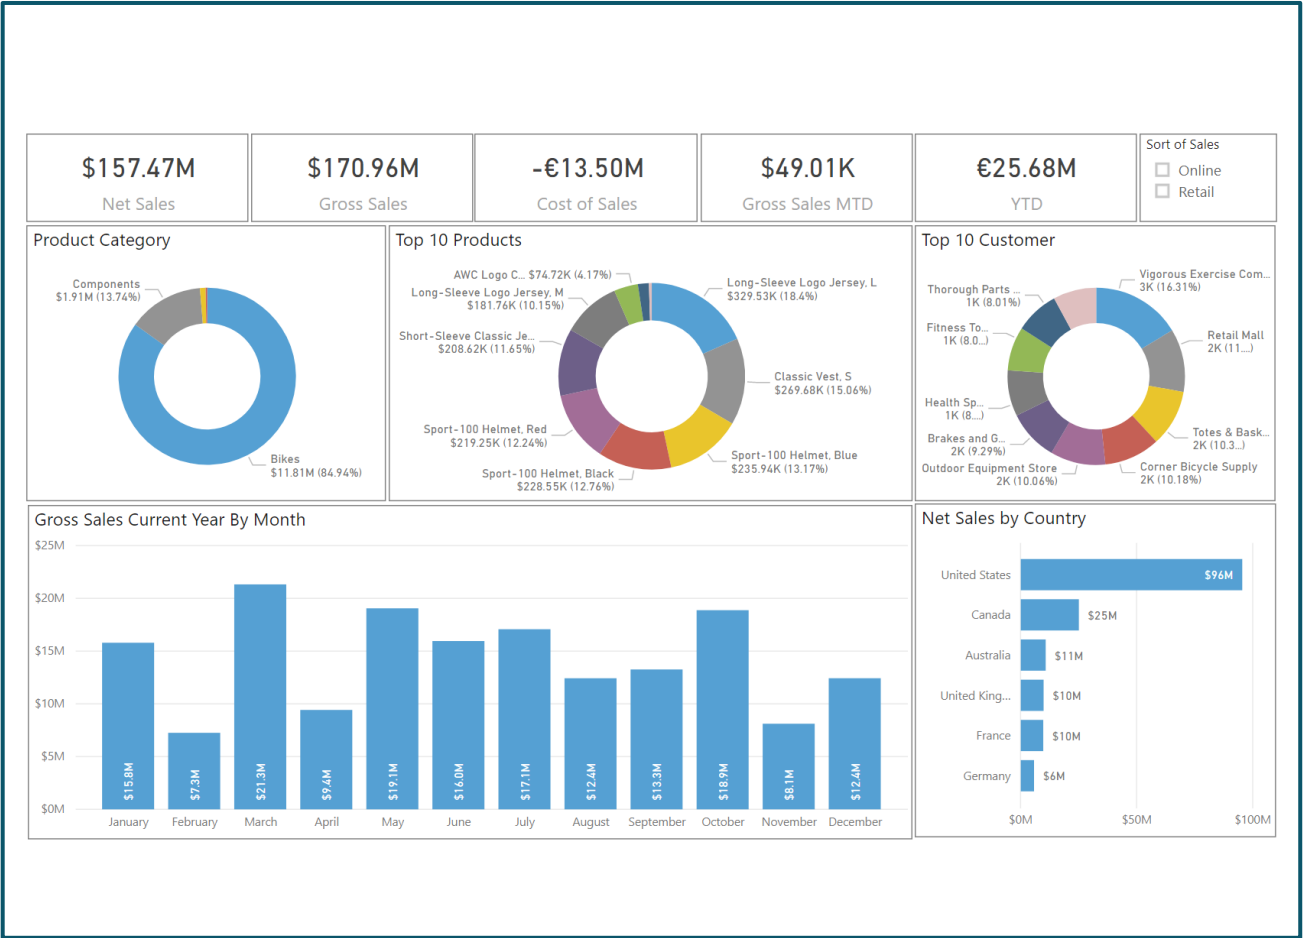 $157.47M
Net Sales
$170.96M
Gross Sales
-€13.50M
Cost of Sales
$49.01K
Gross Sales MTD
€25.68M
YTD
Sort of Sales
Online
Retail
Product Category
Components
$1.91M (13.74%)
Bikes
$11.81M (84.94%)
Top 10 Products
AWC Logo C... $74.72K (4.17%)
Long-Sleeve Logo Jersey, M
$181.76K (10.15%)
Short-Sleeve Classic Je...
$208.62K (11.65%)
Sport-100 Helmet, Red
$219.25K (12.24%)
Sport-100 Helmet, Black
$228.55K (12.76%)
Long-Sleeve Logo Jersey, L
$329.53K (18.4%)
Classic Vest, S
$269.68K (15.06%)
Sport-100 Helmet, Blue
$235.94K (13.17%)
Top 10 Customer
Vigorous Exercise Com...
3K (16.31%)
Thorough Parts ...
1K (8.01%)
Fitness To...
1K (8.0...)
Health Sp...
1K (8....)
Brakes and G...
2K (9.29%)
Outdoor Equipment Store
2K (10.06%)
Retail Mall
2K (11....)
Totes & Bask...
2K (10.3...)
Corner Bicycle Supply
2K (10.18%)
Gross Sales Current Year By Month
$25M
$20M
$15M
$10M
$5M
$0M
$15.8M
$7.3M
$21.3M
$9.4M
$19.1M
$16.0M
$17.1M
$12.4M
$13.3M
$18.9M
$8.1M
$12.4M
January February March April May June July August September October November December
Net Sales by Country
United States $96M
Canada $25M
Australia $11M
United King... $10M
France $10M
Germany $6M
$0M $50M $100M